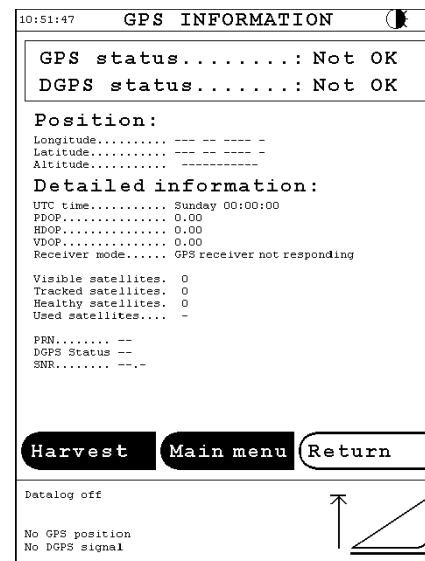 10:51:47 GPS INFORMATION
GPS status........: Not OK
DGPS status.......: Not OK
Position:
Longitude.......... --- -- ---- -
Latitude........... --- -- ---- -
Altitude........... -----------
Detailed information:
UTC time........... Sunday 00:00:00
PDOP............... 0.00
HDOP............... 0.00
VDOP............... 0.00
Receiver mode...... GPS receiver not responding
Visible satellites. 0
Tracked satellites. 0
Healthy satellites. 0
Used satellites.... -
PRN........ --
DGPS Status --
SNR........ --.-
Harvest Main menu Return
Datalog off
No GPS position
No DGPS signal